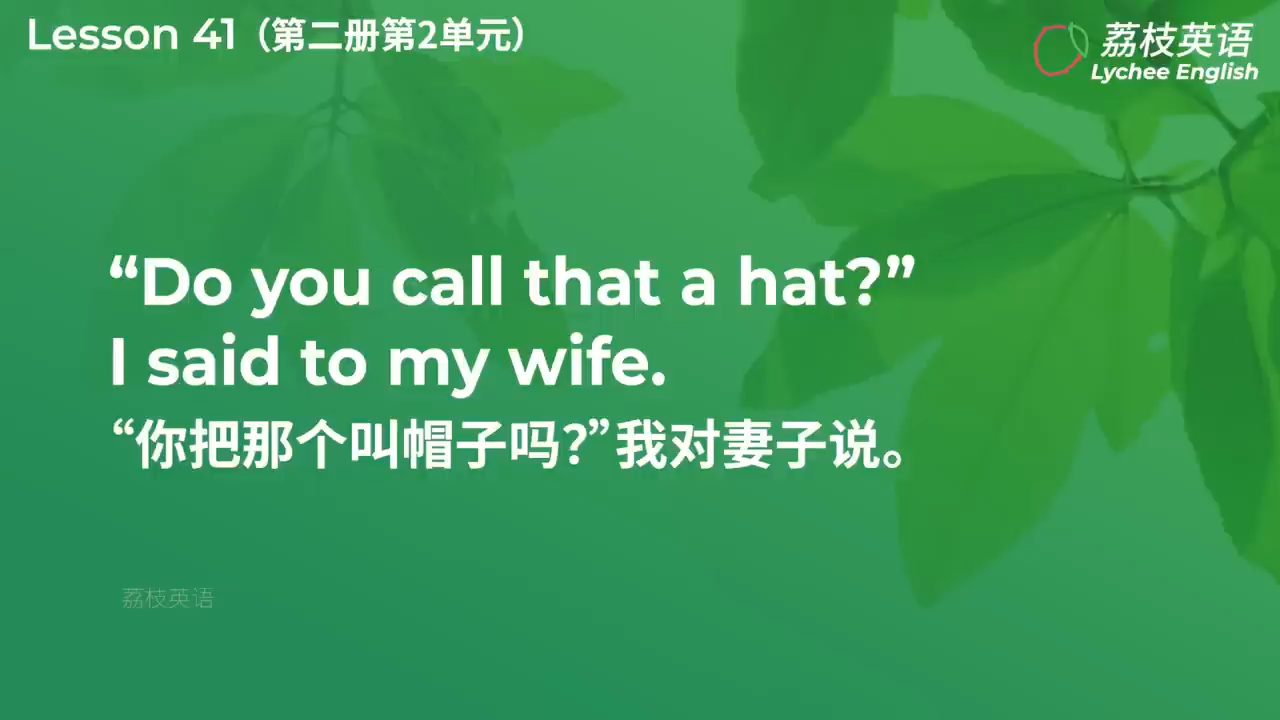 Lesson 41（第二册第2单元）
荔枝英语
Lychee English
“Do you call that a hat?”
I said to my wife.
“你把那个叫帽子吗？”我对妻子说。
荔枝英语